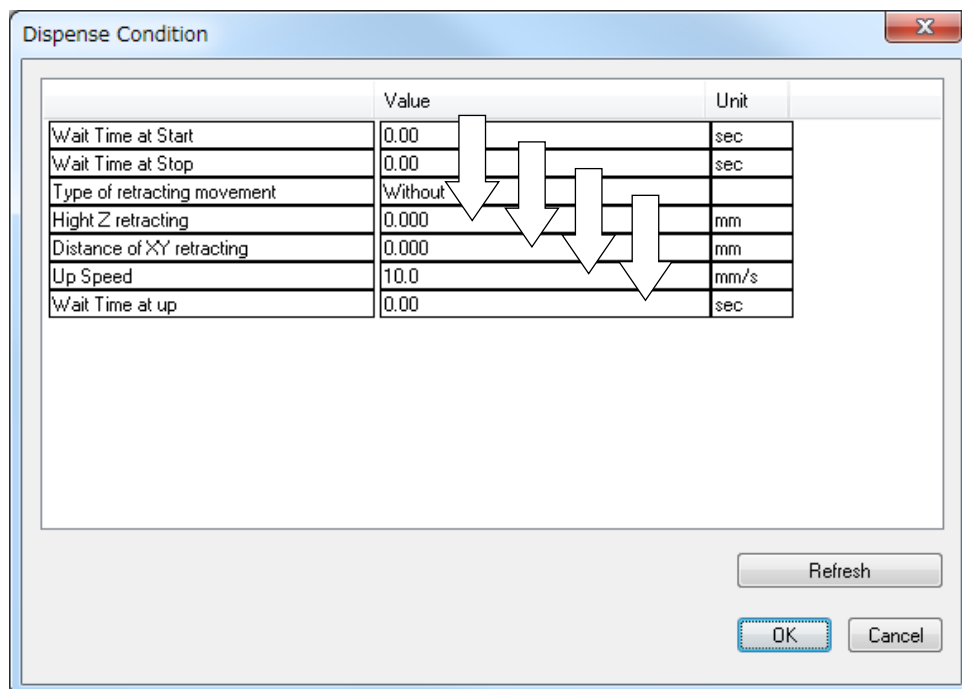 Dispense Condition
Value Unit
Wait Time at Start 0.00 sec
Wait Time at Stop 0.00 sec
Type of retracting movement Without
Hight Z retracting 0.000 mm
Distance of XY retracting 0.000 mm
Up Speed 10.0 mm/s
Wait Time at up 0.00 sec
Refresh
OK Cancel